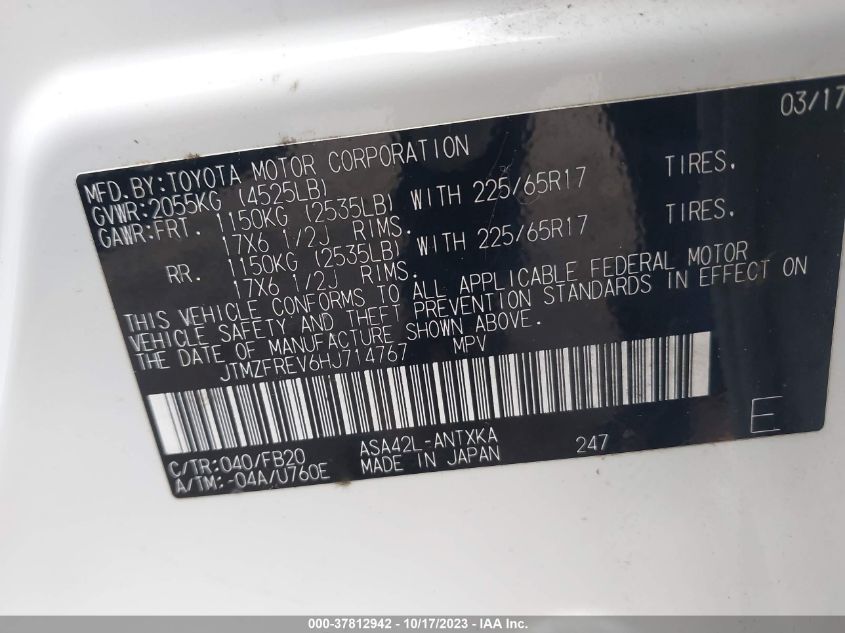 03/17
MFD.BY:TOYOTA MOTOR CORPORATION
GVWR:2055KG (4525LB)
GAWR:FRT. 1150KG (2535LB) WITH 225/65R17 TIRES.
17X6 1/2J RIMS.
RR. 1150KG (2535LB) WITH 225/65R17 TIRES.
17X6 1/2J RIMS.
THIS VEHICLE CONFORMS TO ALL APPLICABLE FEDERAL MOTOR
VEHICLE SAFETY AND THEFT PREVENTION STANDARDS IN EFFECT ON
THE DATE OF MANUFACTURE SHOWN ABOVE.
JTMZFREV6HJ714767 MPV
C/TR:040/FB20 ASA42L-ANTXKA 247 E
A/TM:-04A/U760E MADE IN JAPAN
000-37812942 - 10/17/2023 - IAA Inc.